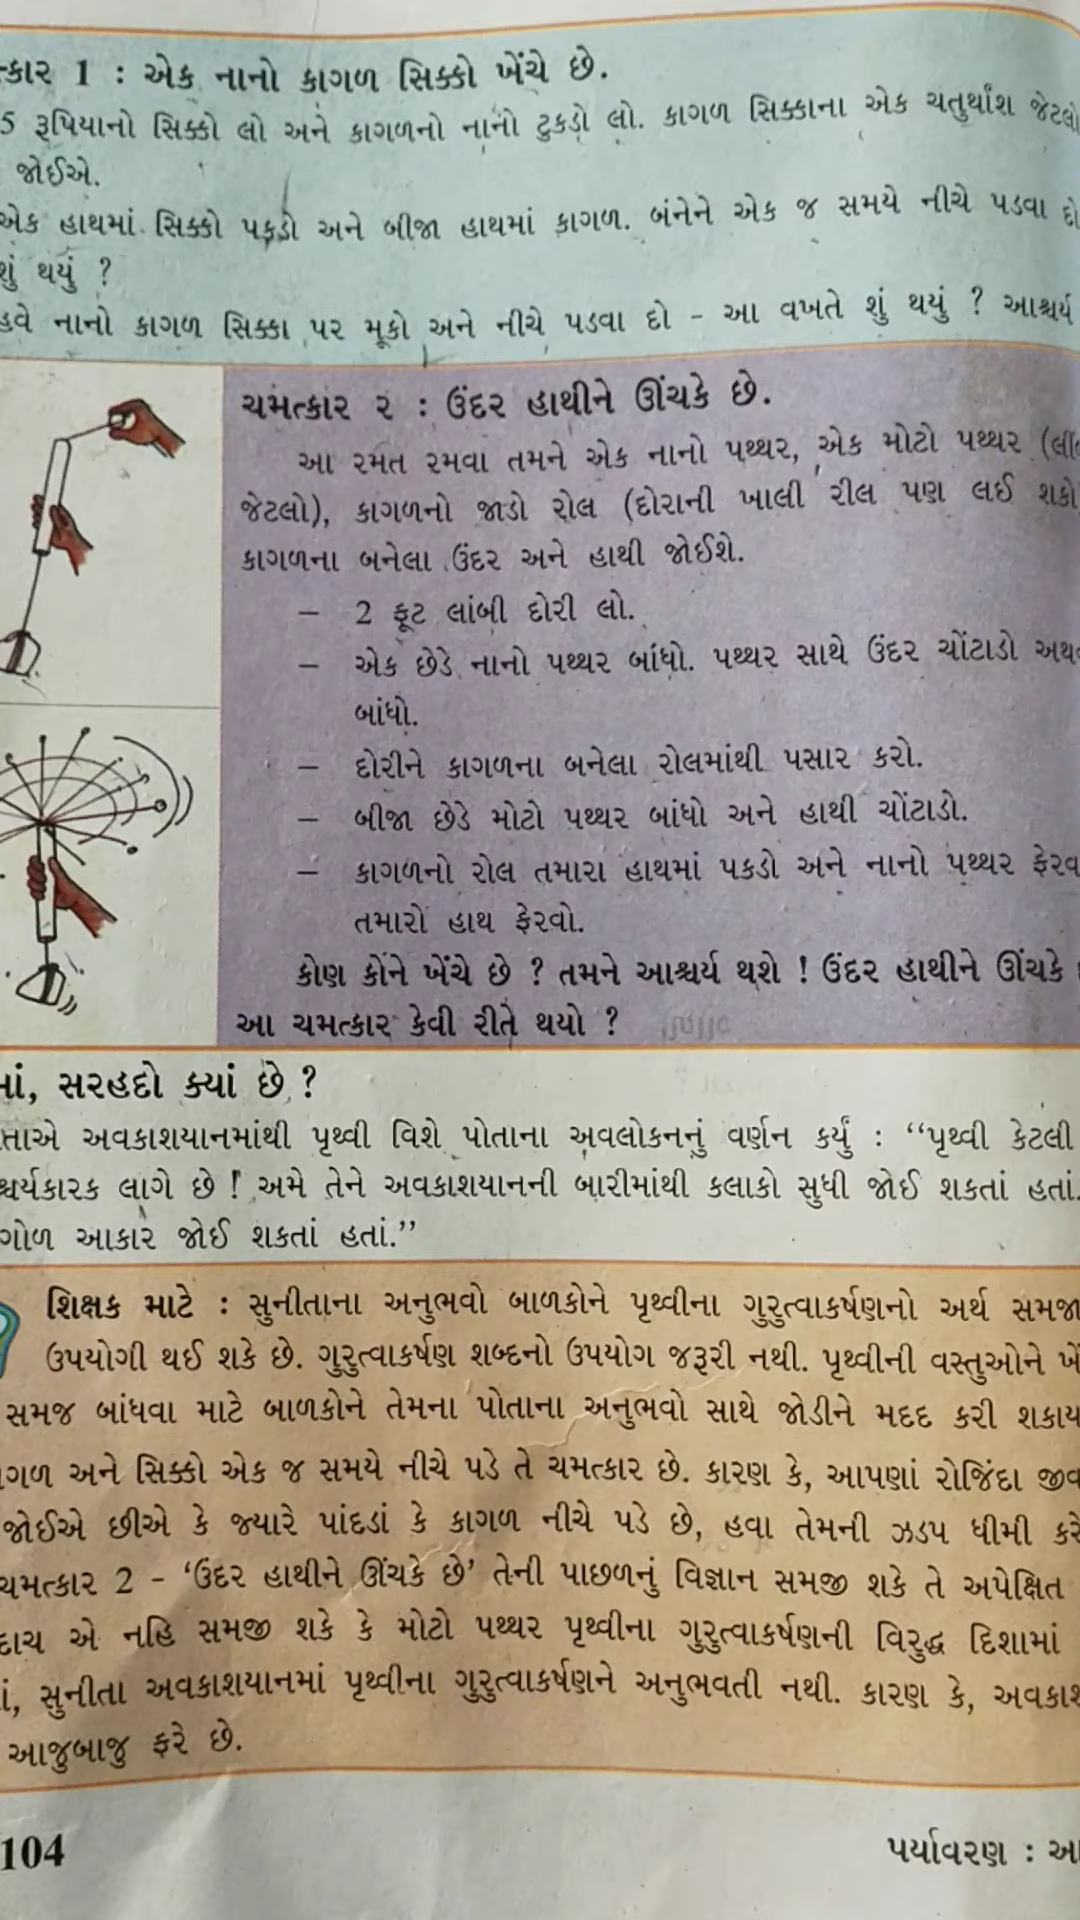 કાર 1 : એક નાનો કાગળ સિક્કો ખેંચે છે.
5 રૂપિયાનો સિક્કો લો અને કાગળનો નાનો ટુકડો લો. કાગળ સિક્કાના એક ચતુર્થાંશ જેટલો
જોઈએ.
એક હાથમાં સિક્કો પકડો અને બીજા હાથમાં કાગળ. બંનેને એક જ સમયે નીચે પડવા દો
શું થયું ?
હવે નાનો કાગળ સિક્કા પર મૂકો અને નીચે પડવા દો - આ વખતે શું થયું ? આશ્ચર્ય
ચમત્કાર ૨ : ઉંદર હાથીને ઊંચકે છે.
આ રમત રમવા તમને એક નાનો પથ્થર, એક મોટો પથ્થર
જેટલો), કાગળનો જાડો રોલ (દોરાની ખાલી રીલ પણ લઈ શકો
કાગળના બનેલા ઉંદર અને હાથી જોઈશે.
– 2 ફૂટ લાંબી દોરી લો.
– એક છેડે નાનો પથ્થર બાંધો. પથ્થર સાથે ઉંદર ચોંટાડો
બાંધો.
– દોરીને કાગળના બનેલા રોલમાંથી પસાર કરો.
– બીજા છેડે મોટો પથ્થર બાંધો અને હાથી ચોંટાડો.
– કાગળનો રોલ તમારા હાથમાં પકડો અને નાનો પથ્થર ફેરવ
તમારો હાથ ફેરવો.
કોણ કોને ખેંચે છે ? તમને આશ્ચર્ય થશે ! ઉંદર હાથીને ઊંચકે
આ ચમત્કાર કેવી રીતે થયો ?
માં, સરહદો ક્યાં છે ?
તાએ અવકાશયાનમાંથી પૃથ્વી વિશે પોતાના અવલોકનનું વર્ણન કર્યું : “પૃથ્વી કેટલી
શ્ચર્યકારક લાગે છે ! અમે તેને અવકાશયાનની બારીમાંથી કલાકો સુધી જોઈ શકતાં હતાં.
ગોળ આકાર જોઈ શકતાં હતાં.”
શિક્ષક માટે : સુનીતાના અનુભવો બાળકોને પૃથ્વીના ગુરુત્વાકર્ષણનો અર્થ સમજા
ઉપયોગી થઈ શકે છે. ગુરુત્વાકર્ષણ શબ્દનો ઉપયોગ જરૂરી નથી. પૃથ્વીની વસ્તુઓને ખેં
સમજ બાંધવા માટે બાળકોને તેમના પોતાના અનુભવો સાથે જોડીને મદદ કરી શકાય
ગળ અને સિક્કો એક જ સમયે નીચે પડે તે ચમત્કાર છે. કારણ કે, આપણાં રોજિંદા જીવ
જોઈએ છીએ કે જ્યારે પાંદડાં કે કાગળ નીચે પડે છે, હવા તેમની ઝડપ ધીમી કરે
ચમત્કાર 2 - ‘ઉંદર હાથીને ઊંચકે છે’ તેની પાછળનું વિજ્ઞાન સમજી શકે તે અપેક્ષિત
દાચ એ નહિ સમજી શકે કે મોટો પથ્થર પૃથ્વીના ગુરુત્વાકર્ષણની વિરુદ્ધ દિશામાં
સુનીતા અવકાશયાનમાં પૃથ્વીના ગુરુત્વાકર્ષણને અનુભવતી નથી. કારણ કે, અવકાશ
આજુબાજુ ફરે છે.
104
પર્યાવરણ : આ